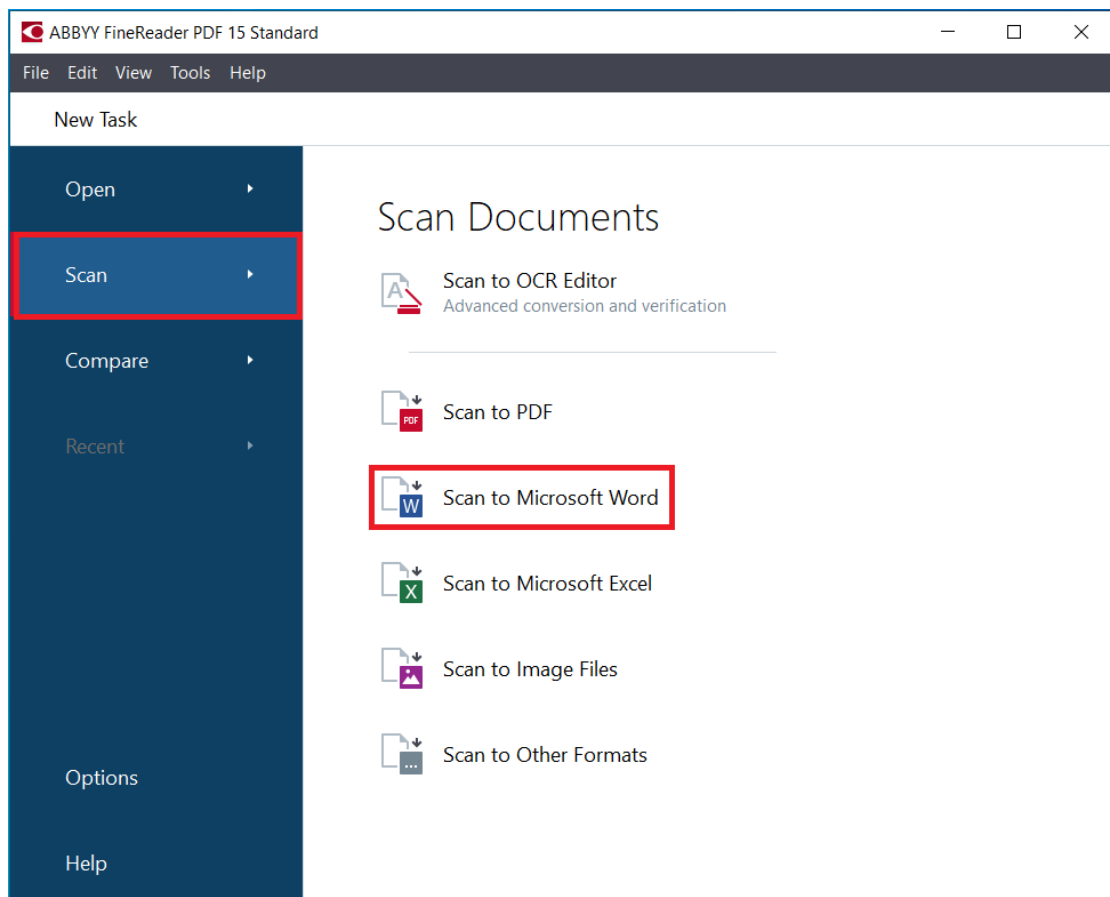 ABBYY FineReader PDF 15 Standard
File Edit View Tools Help
New Task
Open
Scan
Compare
Recent
Options
Help
Scan Documents
A
Scan to OCR Editor
Advanced conversion and verification
PDF
Scan to PDF
W
Scan to Microsoft Word
X
Scan to Microsoft Excel
Scan to Image Files
...
Scan to Other Formats